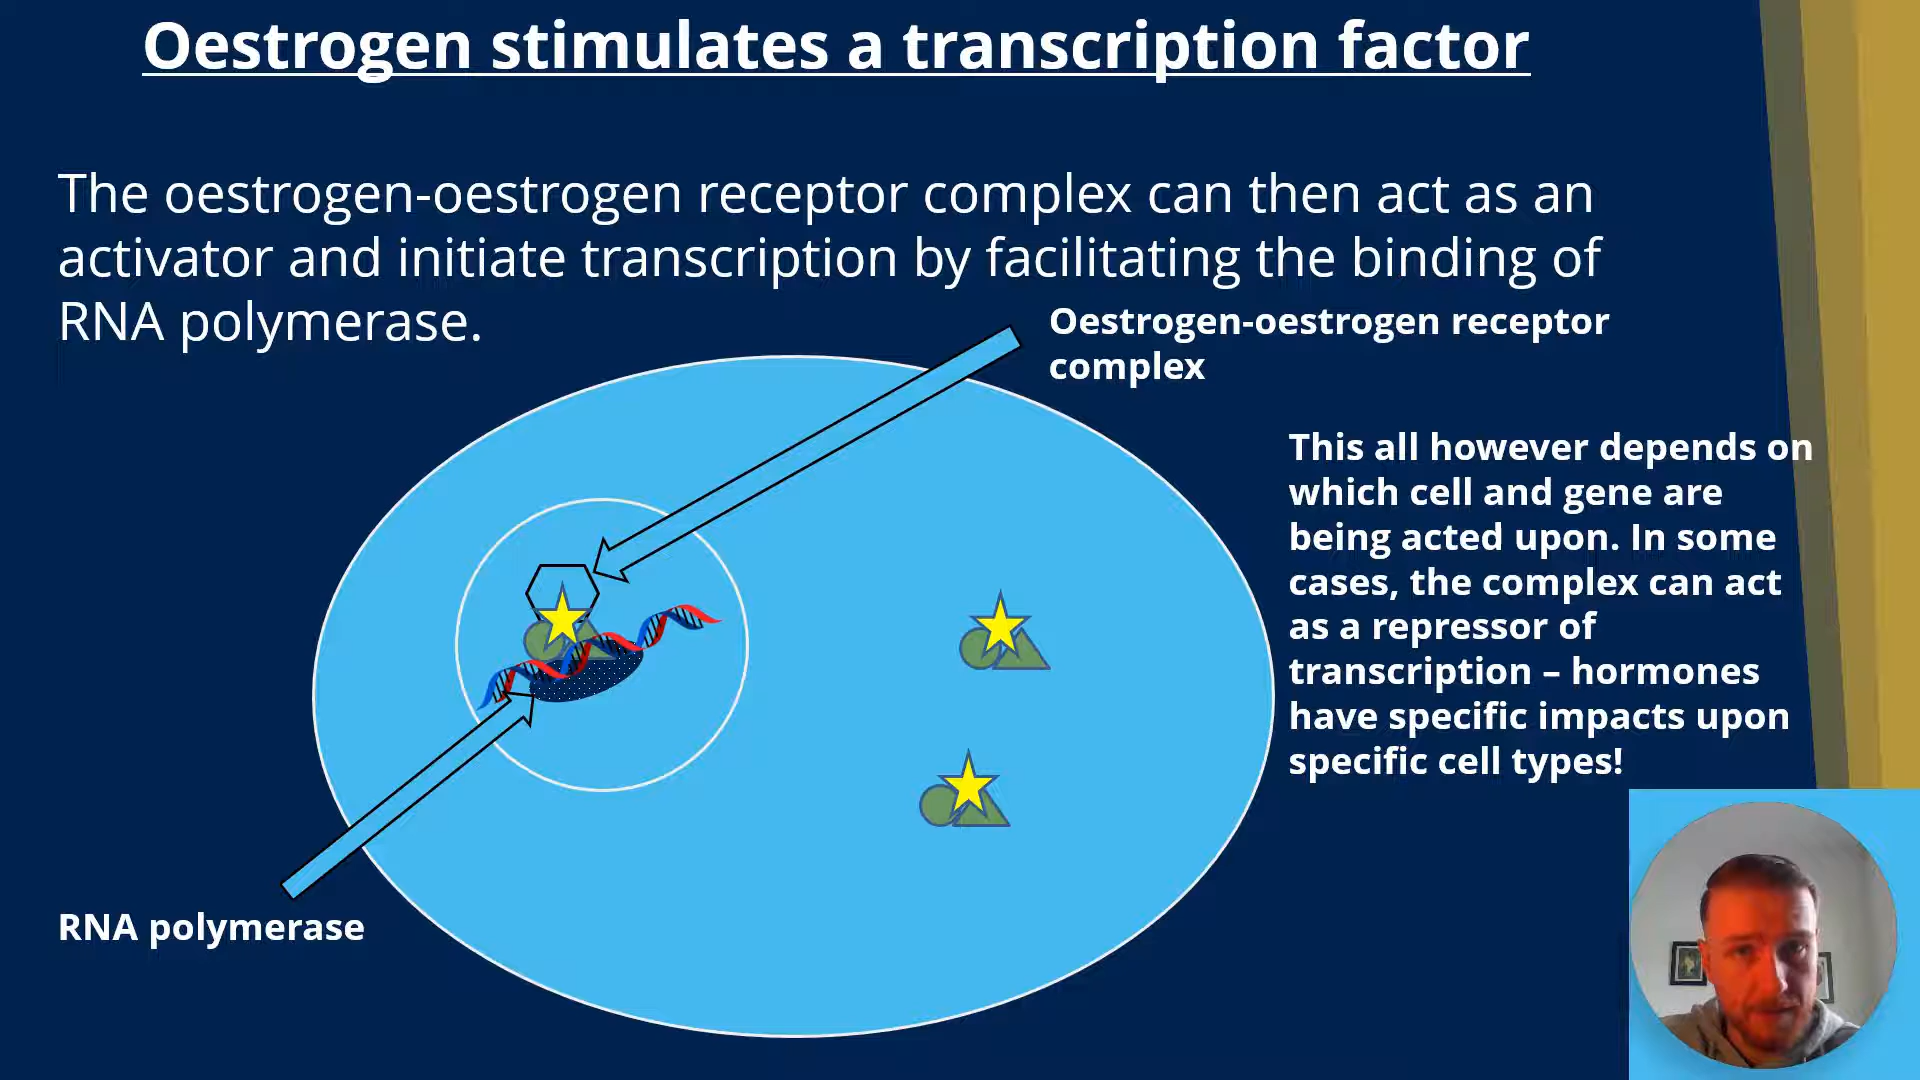 Oestrogen stimulates a transcription factor
The oestrogen-oestrogen receptor complex can then act as an
activator and initiate transcription by facilitating the binding of
RNA polymerase.
Oestrogen-oestrogen receptor
complex
This all however depends on
which cell and gene are
being acted upon. In some
cases, the complex can act
as a repressor of
transcription – hormones
have specific impacts upon
specific cell types!
RNA polymerase